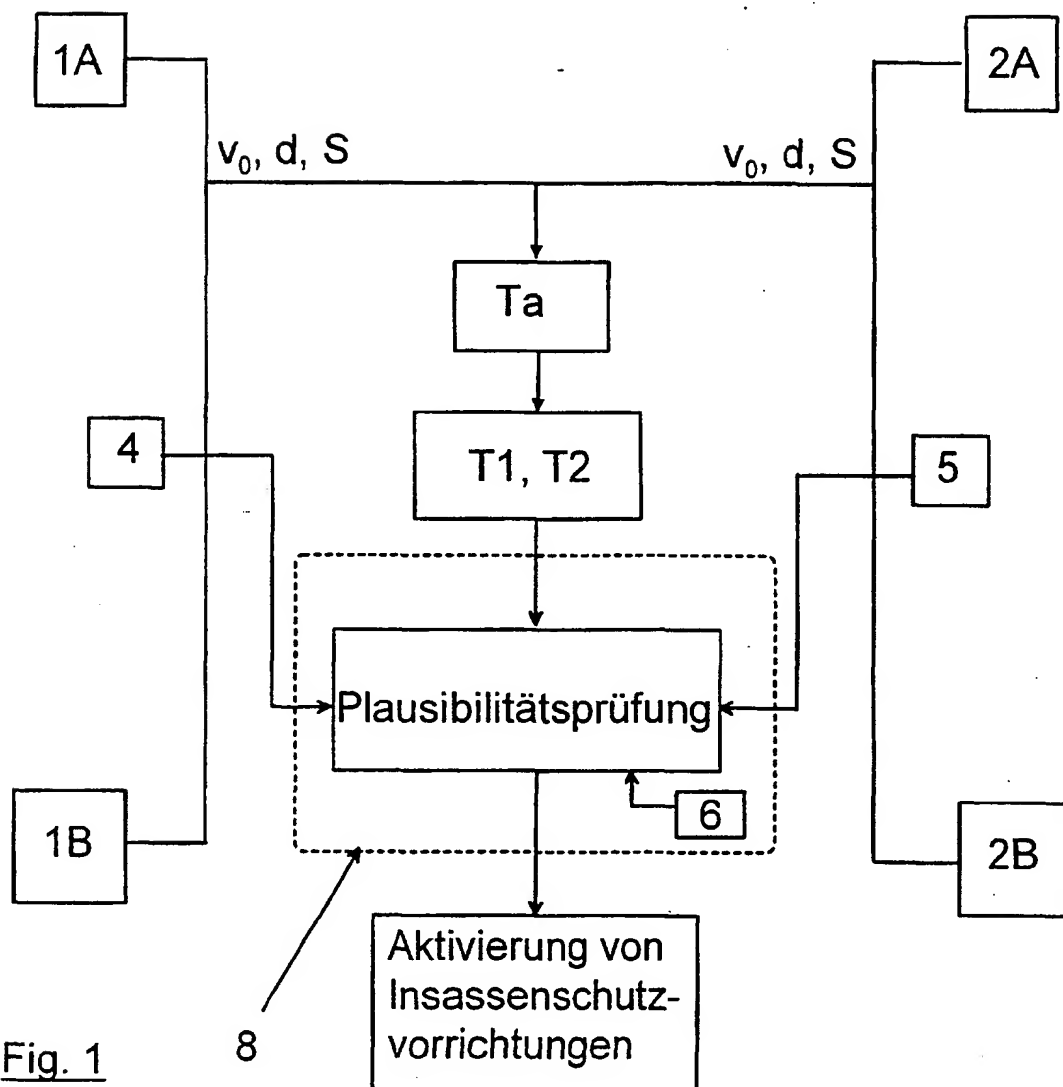 1A
2A
v₀, d, S
v₀, d, S
Ta
4
T1, T2
5
Plausibilitätsprüfung
6
1B
2B
Aktivierung von
Insassenschutz-
vorrichtungen
Fig. 1
8